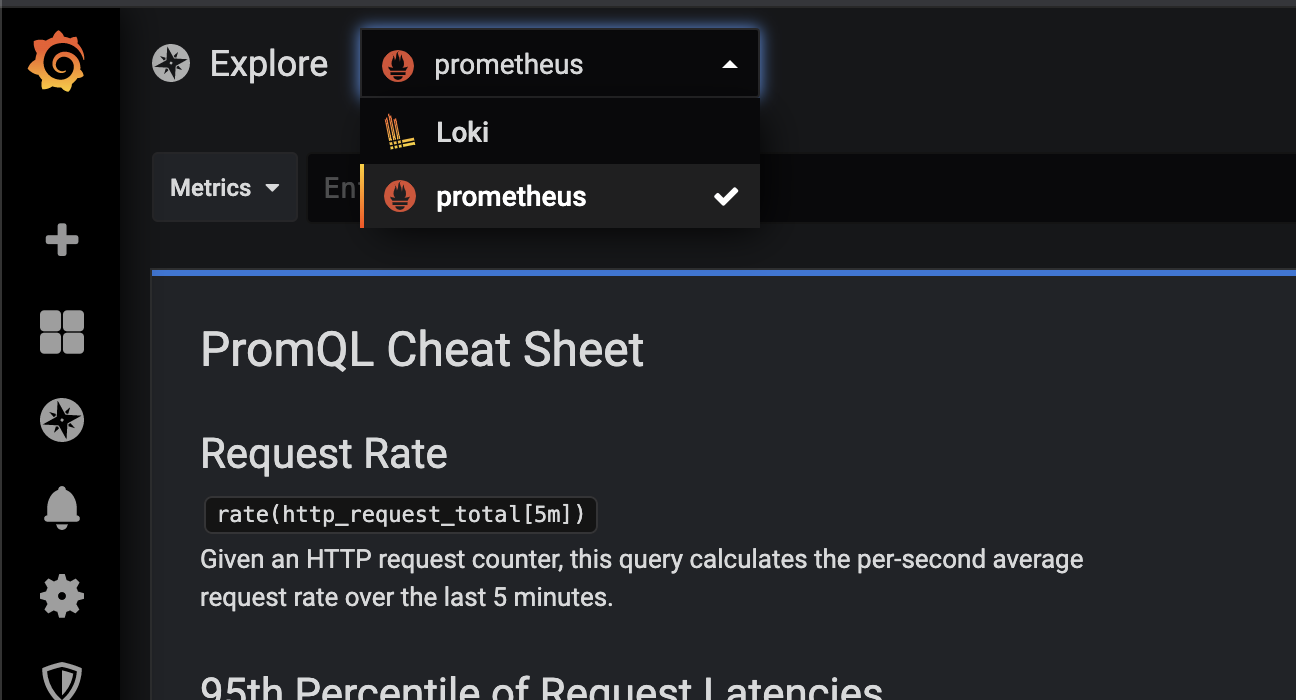 Explore
prometheus
Loki
Metrics
En
prometheus
PromQL Cheat Sheet
Request Rate
rate(http_request_total[5m])
Given an HTTP request counter, this query calculates the per-second average
request rate over the last 5 minutes.
95th Percentile of Request Latencies